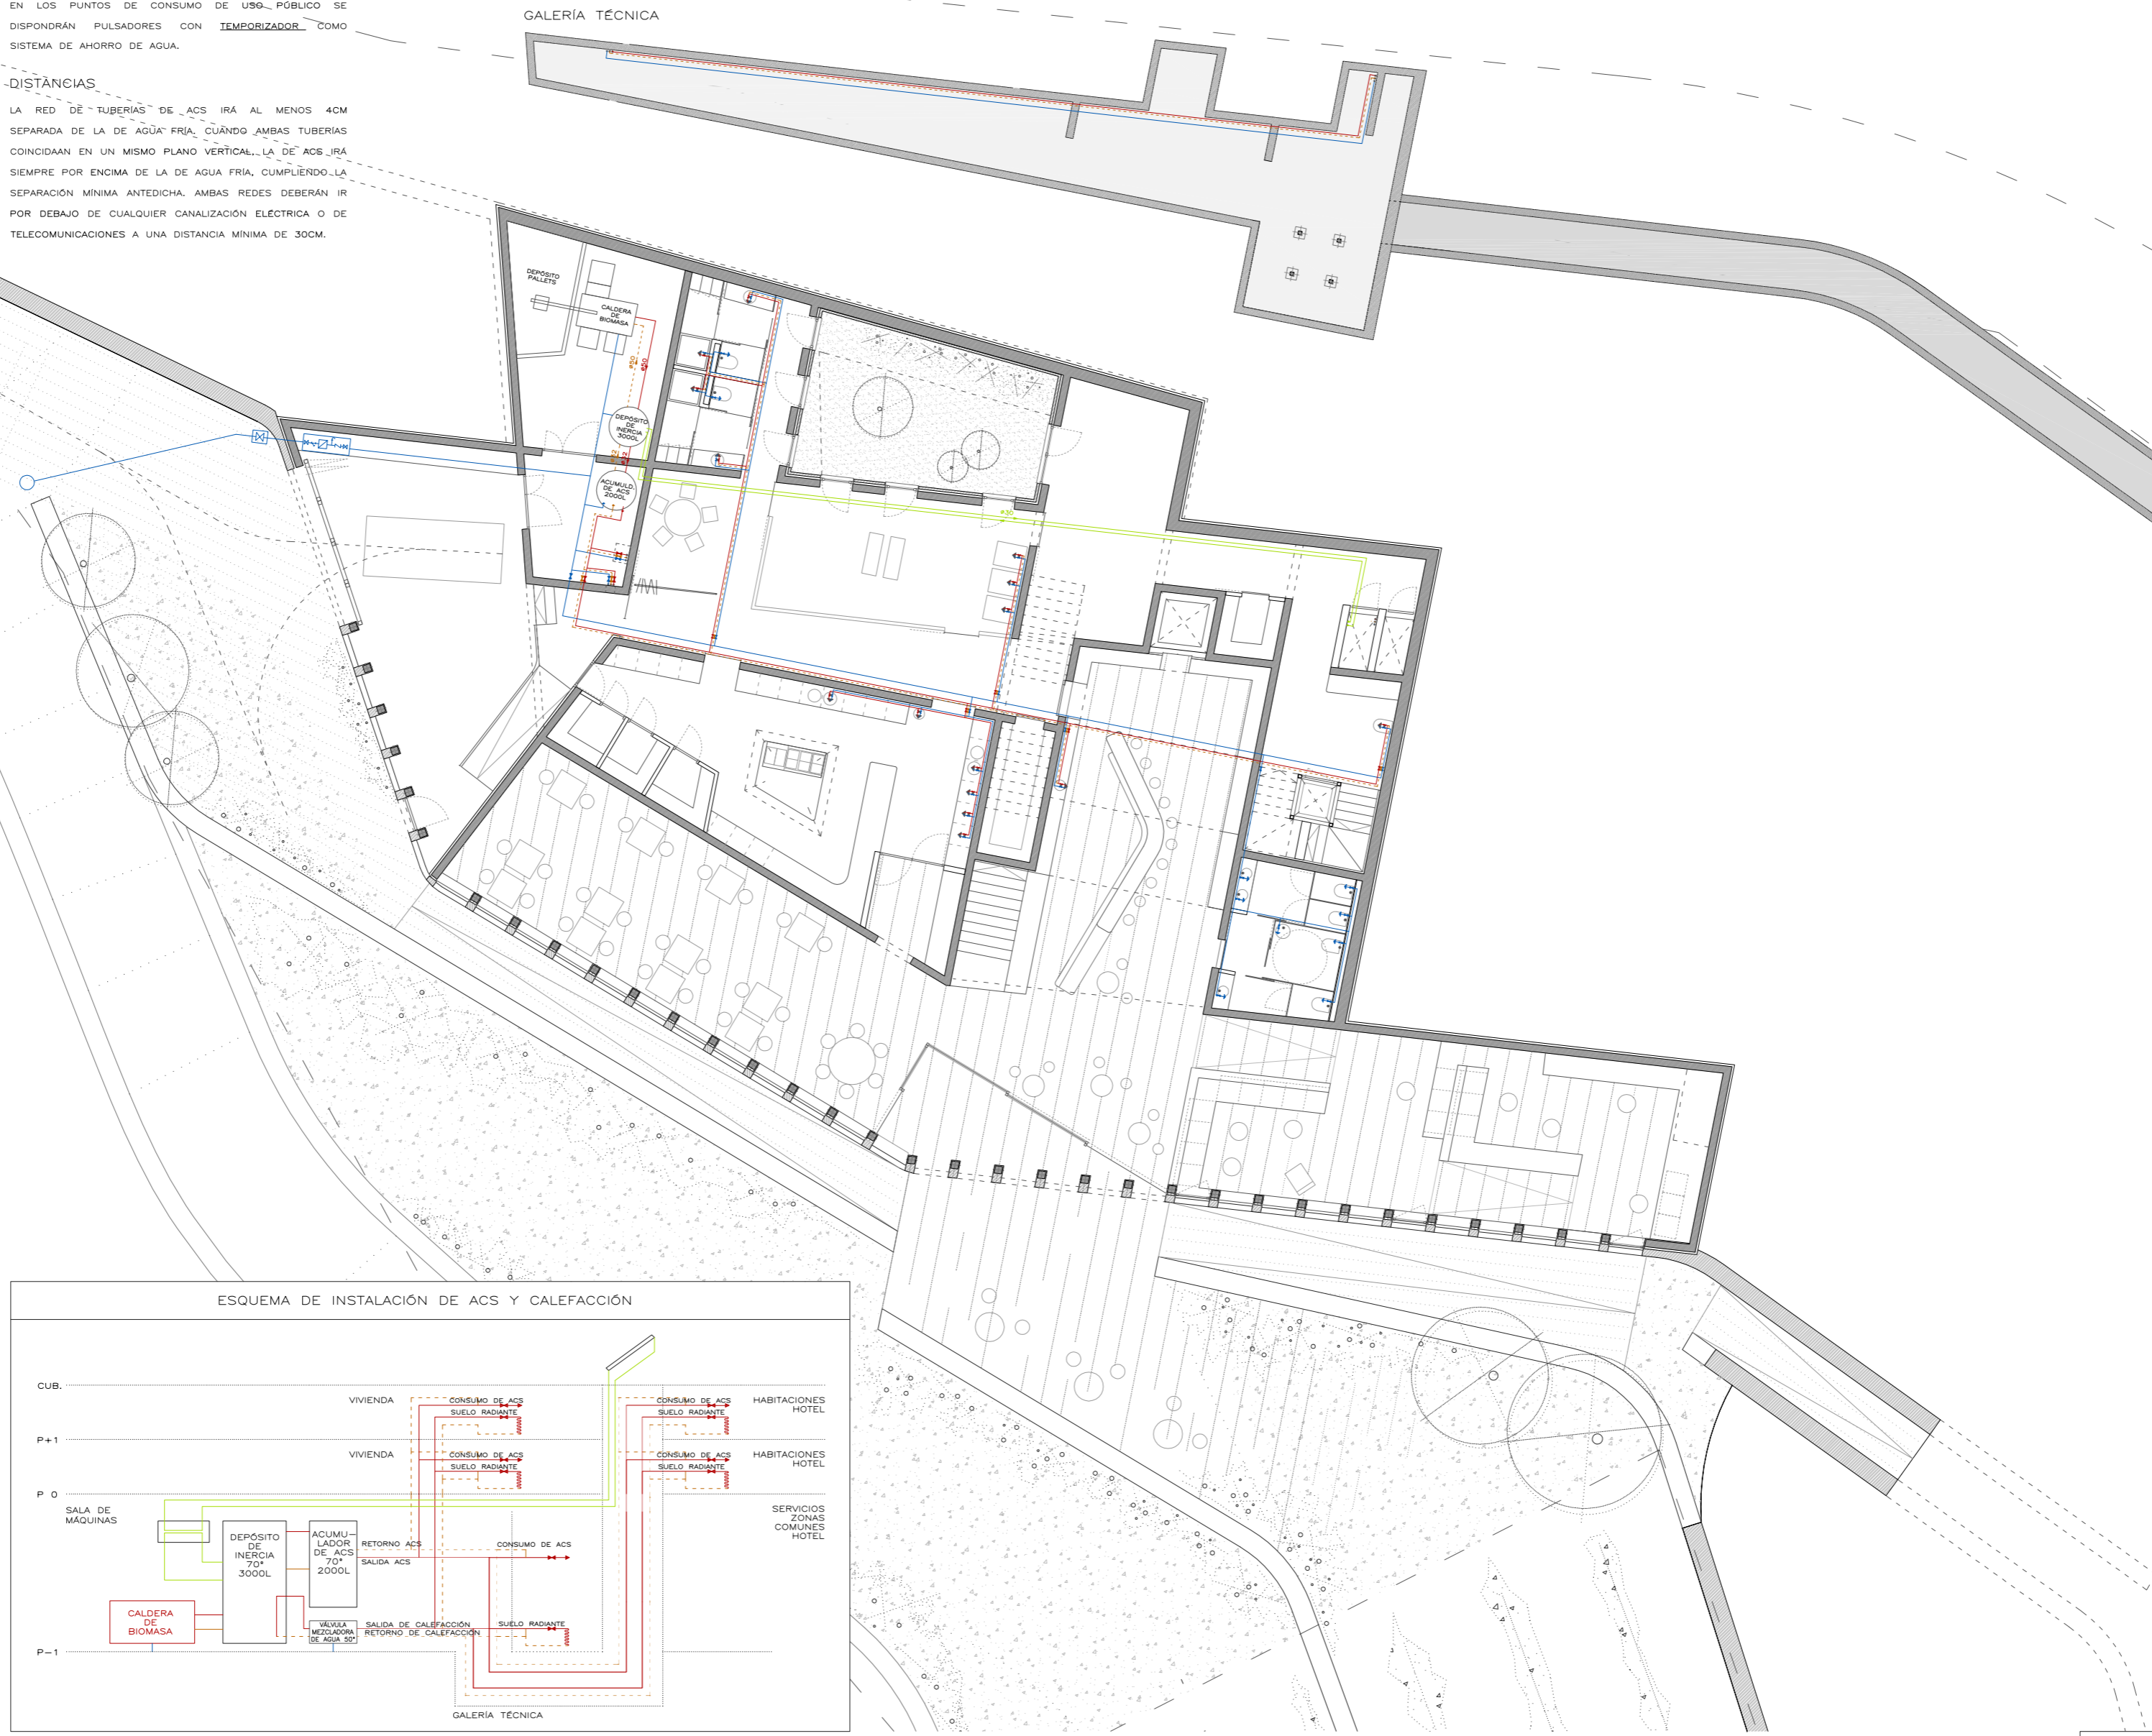 EN LOS PUNTOS DE CONSUMO DE USO PÚBLICO SE
DISPONDRÁN PULSADORES CON TEMPORIZADOR COMO
SISTEMA DE AHORRO DE AGUA.
DISTANCIAS
LA RED DE TUBERÍAS DE ACS IRÁ AL MENOS 4CM
SEPARADA DE LA DE AGUA FRÍA. CUANDO AMBAS TUBERÍAS
COINCIDAAN EN UN MISMO PLANO VERTICAL, LA DE ACS IRÁ
SIEMPRE POR ENCIMA DE LA DE AGUA FRÍA, CUMPLIENDO LA
SEPARACIÓN MÍNIMA ANTEDICHA. AMBAS REDES DEBERÁN IR
POR DEBAJO DE CUALQUIER CANALIZACIÓN ELÉCTRICA O DE
TELECOMUNICACIONES A UNA DISTANCIA MÍNIMA DE 30CM.
GALERÍA TÉCNICA
DEPÓSITO
PALLETS
CALDERA
DE
BIOMASA
ø50
ø50
DEPÓSITO
DE
INERCIA
3000L
ø32
ø32
ACUMULD.
DE ACS
2000L
ø30
ESQUEMA DE INSTALACIÓN DE ACS Y CALEFACCIÓN
CUB.
VIVIENDA
CONSUMO DE ACS
SUELO RADIANTE
CONSUMO DE ACS
SUELO RADIANTE
HABITACIONES
HOTEL
P+1
VIVIENDA
CONSUMO DE ACS
SUELO RADIANTE
CONSUMO DE ACS
SUELO RADIANTE
HABITACIONES
HOTEL
P 0
SALA DE
MÁQUINAS
SERVICIOS
ZONAS
COMUNES
HOTEL
DEPÓSITO
DE
INERCIA
70°
3000L
ACUMU-
LADOR
DE ACS
70°
2000L
RETORNO ACS
SALIDA ACS
CONSUMO DE ACS
CALDERA
DE
BIOMASA
VÁLVULA
MEZCLADORA
DE AGUA 50°
SALIDA DE CALEFACCIÓN
RETORNO DE CALEFACCIÓN
SUELO RADIANTE
P-1
GALERÍA TÉCNICA